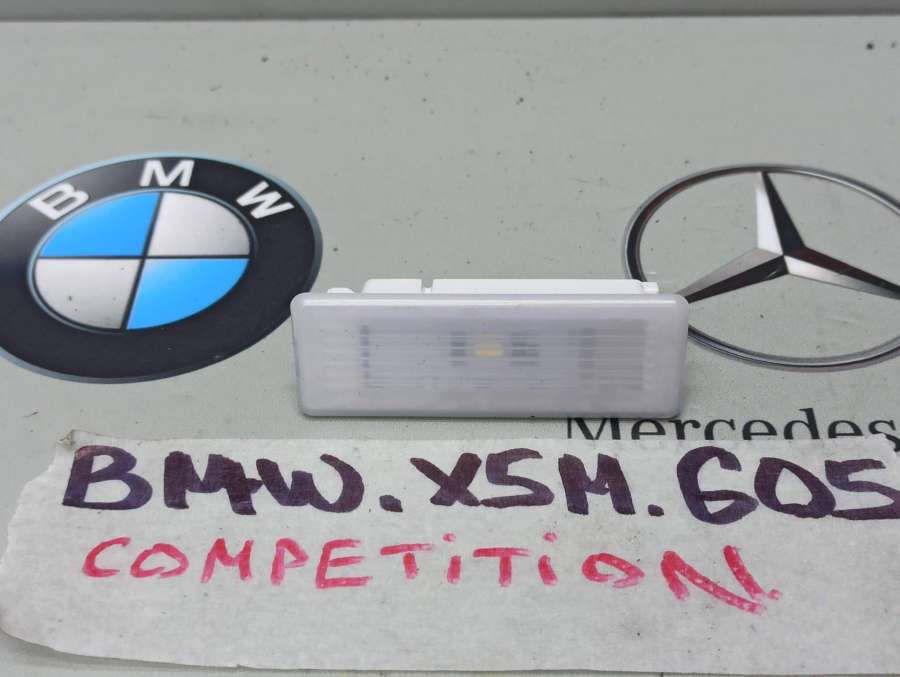 BMW
Mercedes
BMW.X5M.G05
COMPETiTiON